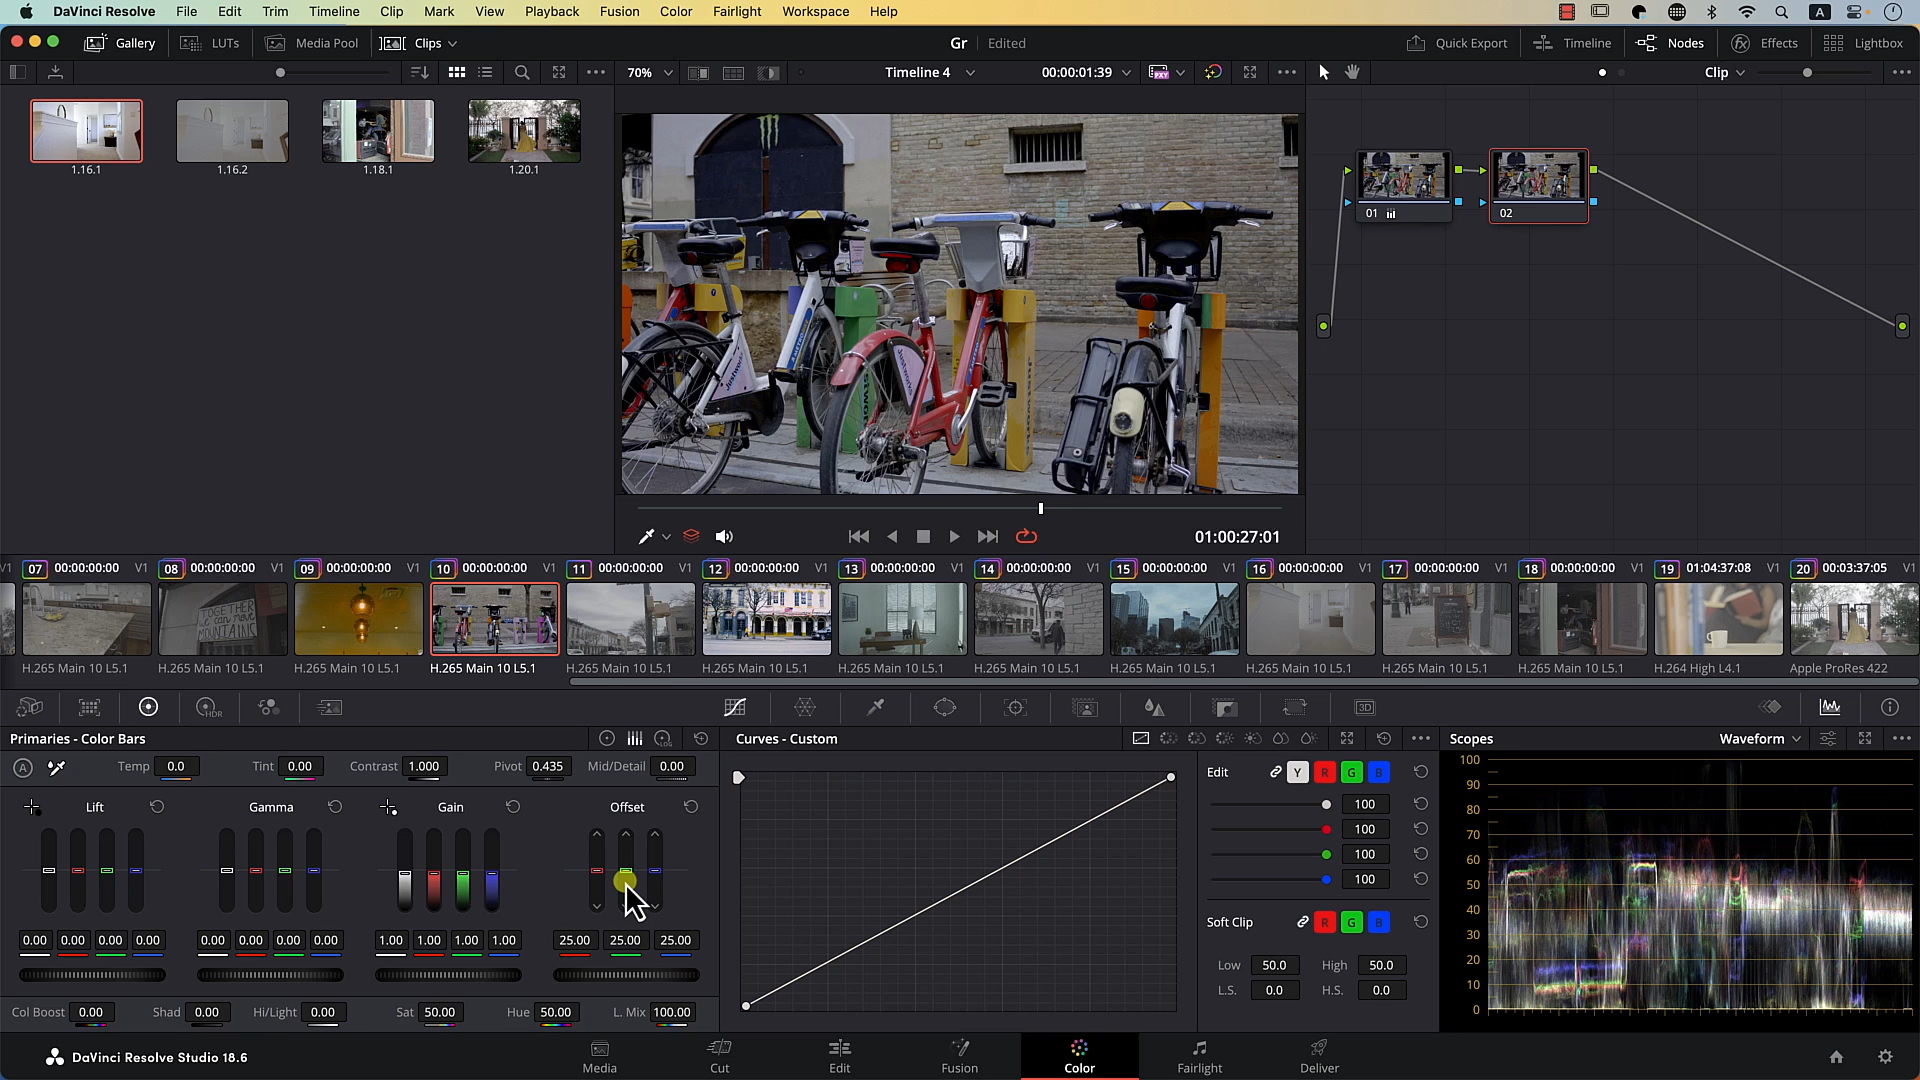 DaVinci Resolve File Edit Trim Timeline Clip Mark View Playback Fusion Color Fairlight Workspace Help A
Gallery LUTs Media Pool Clips Gr Edited Quick Export Timeline Nodes Effects Lightbox
70% Timeline 4 00:00:01:39 PXY Clip
1.16.1 1.16.2 1.18.1 1.20.1
01 02
01:00:27:01
V1 07 00:00:00:00 V1 08 00:00:00:00 V1 09 00:00:00:00 V1 10 00:00:00:00 V1 11 00:00:00:00 V1 12 00:00:00:00 V1 13 00:00:00:00 V1 14 00:00:00:00 V1 15 00:00:00:00 V1 16 00:00:00:00 V1 17 00:00:00:00 V1 18 00:00:00:00 V1 19 01:04:37:08 V1 20 00:03:37:05 V1
TOGETHER
we can move
MOUNTAINS
H.265 Main 10 L5.1 H.265 Main 10 L5.1 H.265 Main 10 L5.1 H.265 Main 10 L5.1 H.265 Main 10 L5.1 H.265 Main 10 L5.1 H.265 Main 10 L5.1 H.265 Main 10 L5.1 H.265 Main 10 L5.1 H.265 Main 10 L5.1 H.265 Main 10 L5.1 H.265 Main 10 L5.1 H.264 High L4.1 Apple ProRes 422
HDR 3D
Primaries - Color Bars LOG Curves - Custom Scopes Waveform
A Temp 0.0 Tint 0.00 Contrast 1.000 Pivot 0.435 Mid/Detail 0.00
Lift Gamma Gain Offset
0.00 0.00 0.00 0.00 0.00 0.00 0.00 0.00 1.00 1.00 1.00 1.00 25.00 25.00 25.00
Col Boost 0.00 Shad 0.00 Hi/Light 0.00 Sat 50.00 Hue 50.00 L. Mix 100.00
Edit Y R G B
100
100
100
100
Soft Clip R G B
Low 50.0 High 50.0
L.S. 0.0 H.S. 0.0
100
90
80
70
60
50
40
30
20
10
0
DaVinci Resolve Studio 18.6
Media Cut Edit Fusion Color Fairlight Deliver